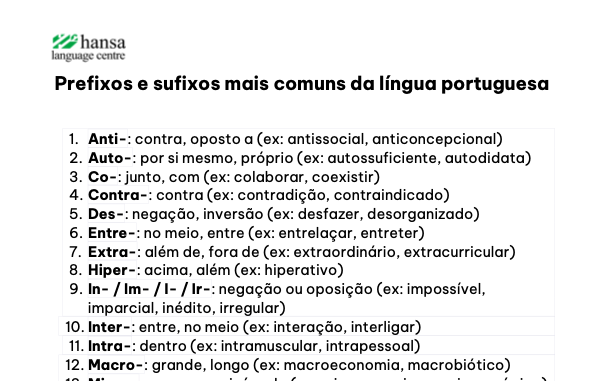 hansa
language centre
Prefixos e sufixos mais comuns da língua portuguesa
1. Anti-: contra, oposto a (ex: antissocial, anticoncepcional)
2. Auto-: por si mesmo, próprio (ex: autossuficiente, autodidata)
3. Co-: junto, com (ex: colaborar, coexistir)
4. Contra-: contra (ex: contradição, contraindicado)
5. Des-: negação, inversão (ex: desfazer, desorganizado)
6. Entre-: no meio, entre (ex: entrelaçar, entreter)
7. Extra-: além de, fora de (ex: extraordinário, extracurricular)
8. Hiper-: acima, além (ex: hiperativo)
9. In- / Im- / I- / Ir-: negação ou oposição (ex: impossível,
imparcial, inédito, irregular)
10. Inter-: entre, no meio (ex: interação, interligar)
11. Intra-: dentro (ex: intramuscular, intrapessoal)
12. Macro-: grande, longo (ex: macroeconomia, macrobiótico)